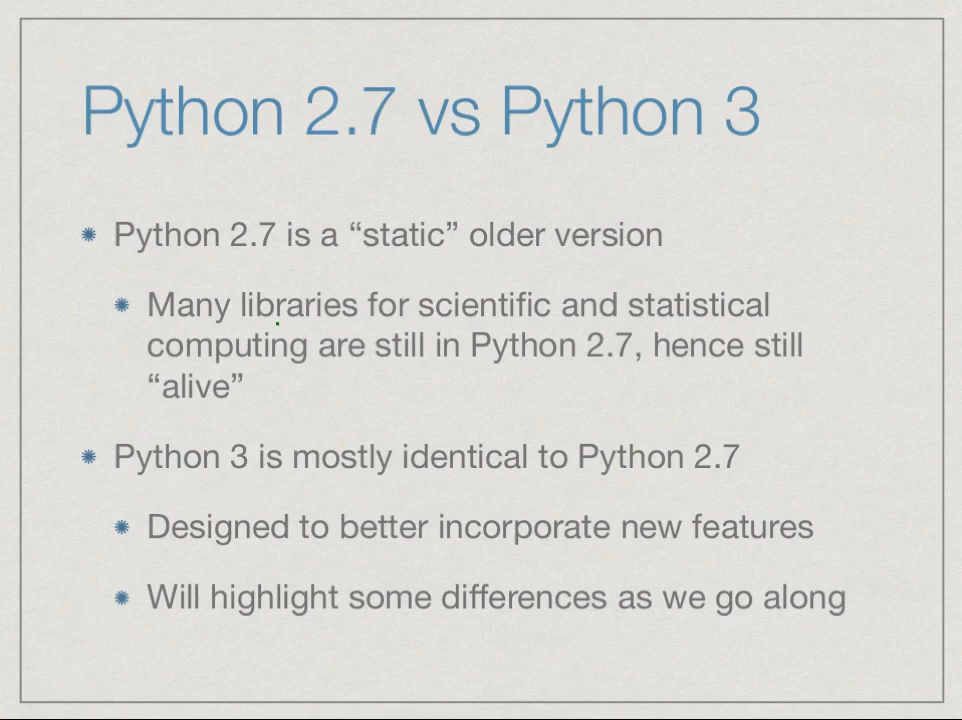 Python 2.7 vs Python 3
Python 2.7 is a “static” older version
Many libraries for scientific and statistical
computing are still in Python 2.7, hence still
“alive”
Python 3 is mostly identical to Python 2.7
Designed to better incorporate new features
Will highlight some differences as we go along